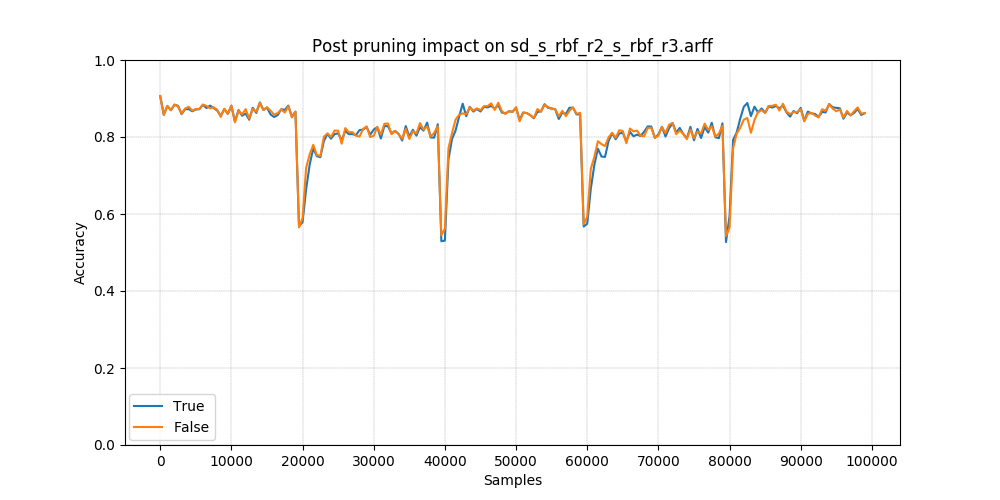 Post pruning impact on sd_s_rbf_r2_s_rbf_r3.arff
1.0
0.8
0.6
0.4
0.2
0.0
Accuracy
True
False
0 10000 20000 30000 40000 50000 60000 70000 80000 90000 100000
Samples